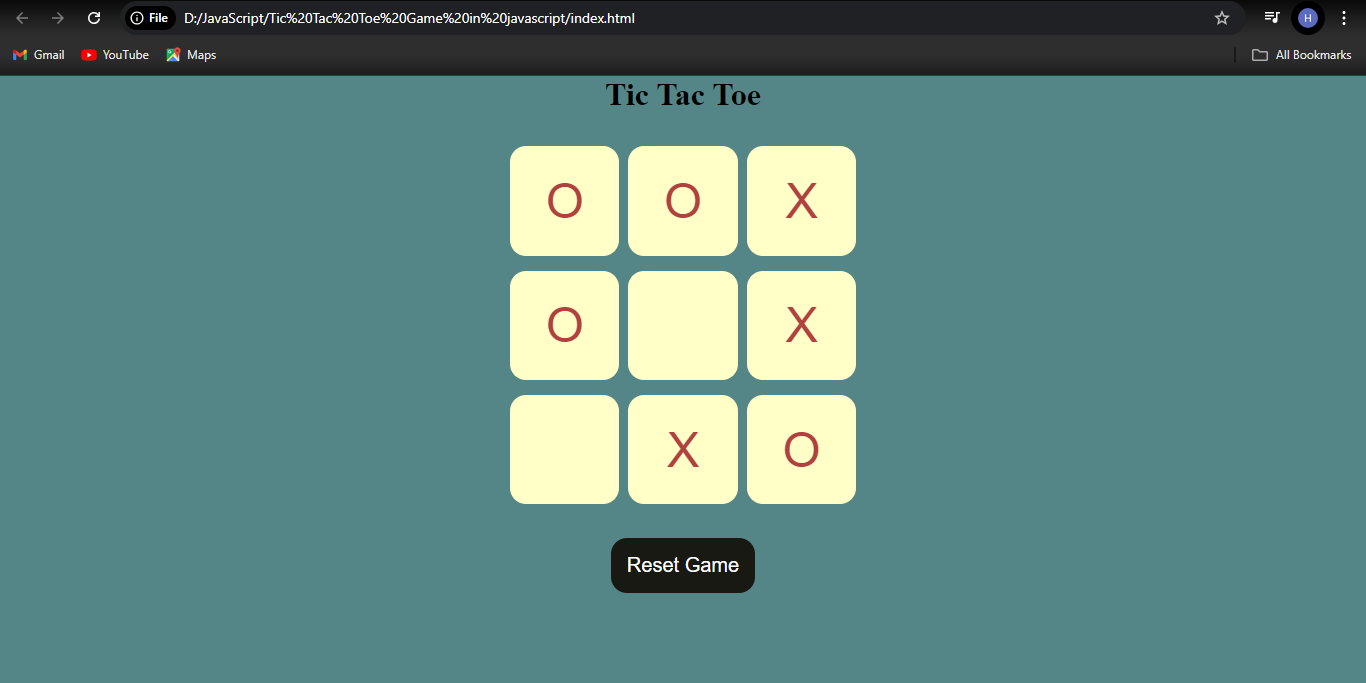 File D:/JavaScript/Tic%20Tac%20Toe%20Game%20in%20javascript/index.html H
Gmail YouTube Maps All Bookmarks
Tic Tac Toe
O O X
O X
X O
Reset Game